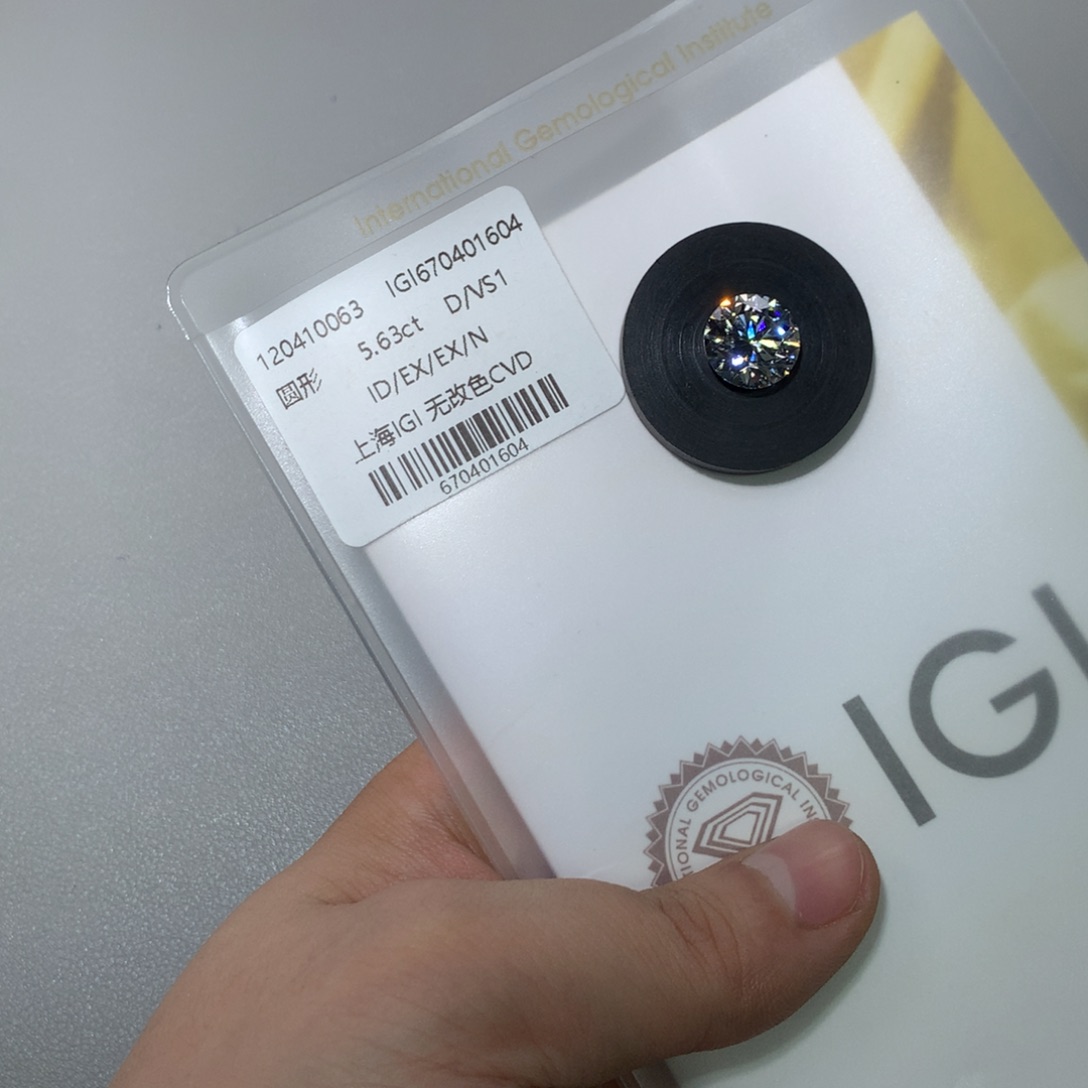 International Gemological Institute
120410063 IGI670401604
圆形 5.63ct D/VS1
ID/EX/EX/N
上海IGI 无改色CVD
670401604
IGI
GEMOLOGICAL